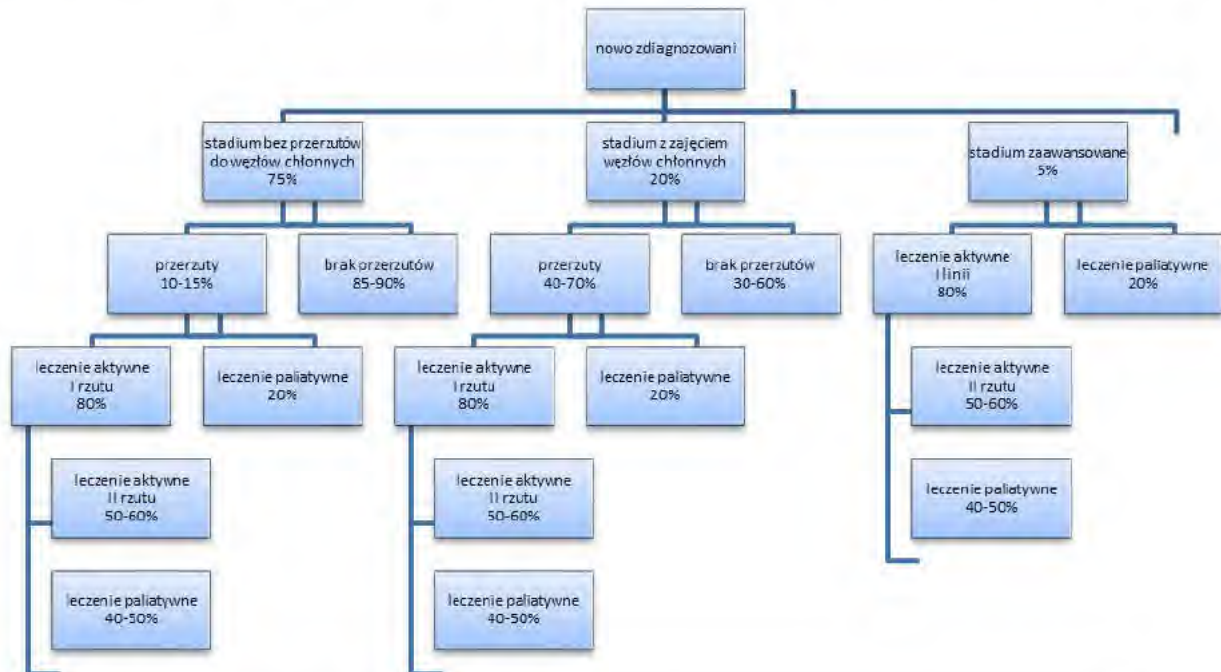 nowo zdiagnozowani
stadium bez przerzutów
do węzłów chłonnych
75%
stadium z zajęciem
węzłów chłonnych
20%
stadium zaawansowane
5%
przerzuty
10-15%
brak przerzutów
85-90%
przerzuty
40-70%
brak przerzutów
30-60%
leczenie aktywne
I linii
80%
leczenie paliatywne
20%
leczenie aktywne
I rzutu
80%
leczenie paliatywne
20%
leczenie aktywne
I rzutu
80%
leczenie paliatywne
20%
leczenie aktywne
II rzutu
50-60%
leczenie aktywne
II rzutu
50-60%
leczenie aktywne
II rzutu
50-60%
leczenie paliatywne
40-50%
leczenie paliatywne
40-50%
leczenie paliatywne
40-50%